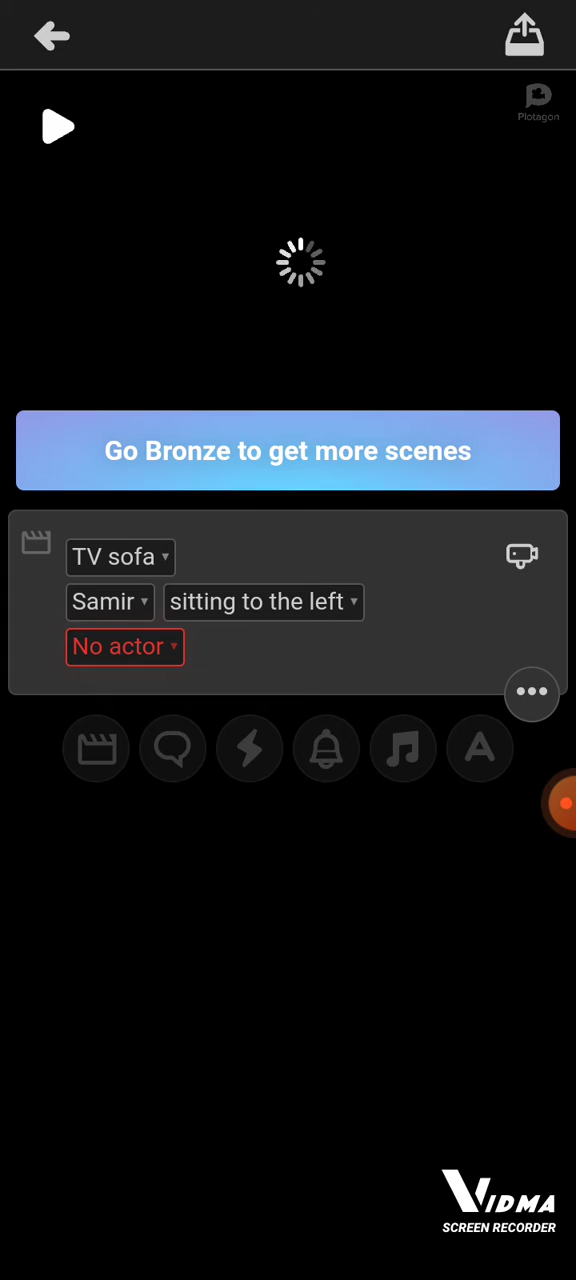 Plotagon
Go Bronze to get more scenes
TV sofa
Samir sitting to the left
No actor
VIDMA
SCREEN RECORDER